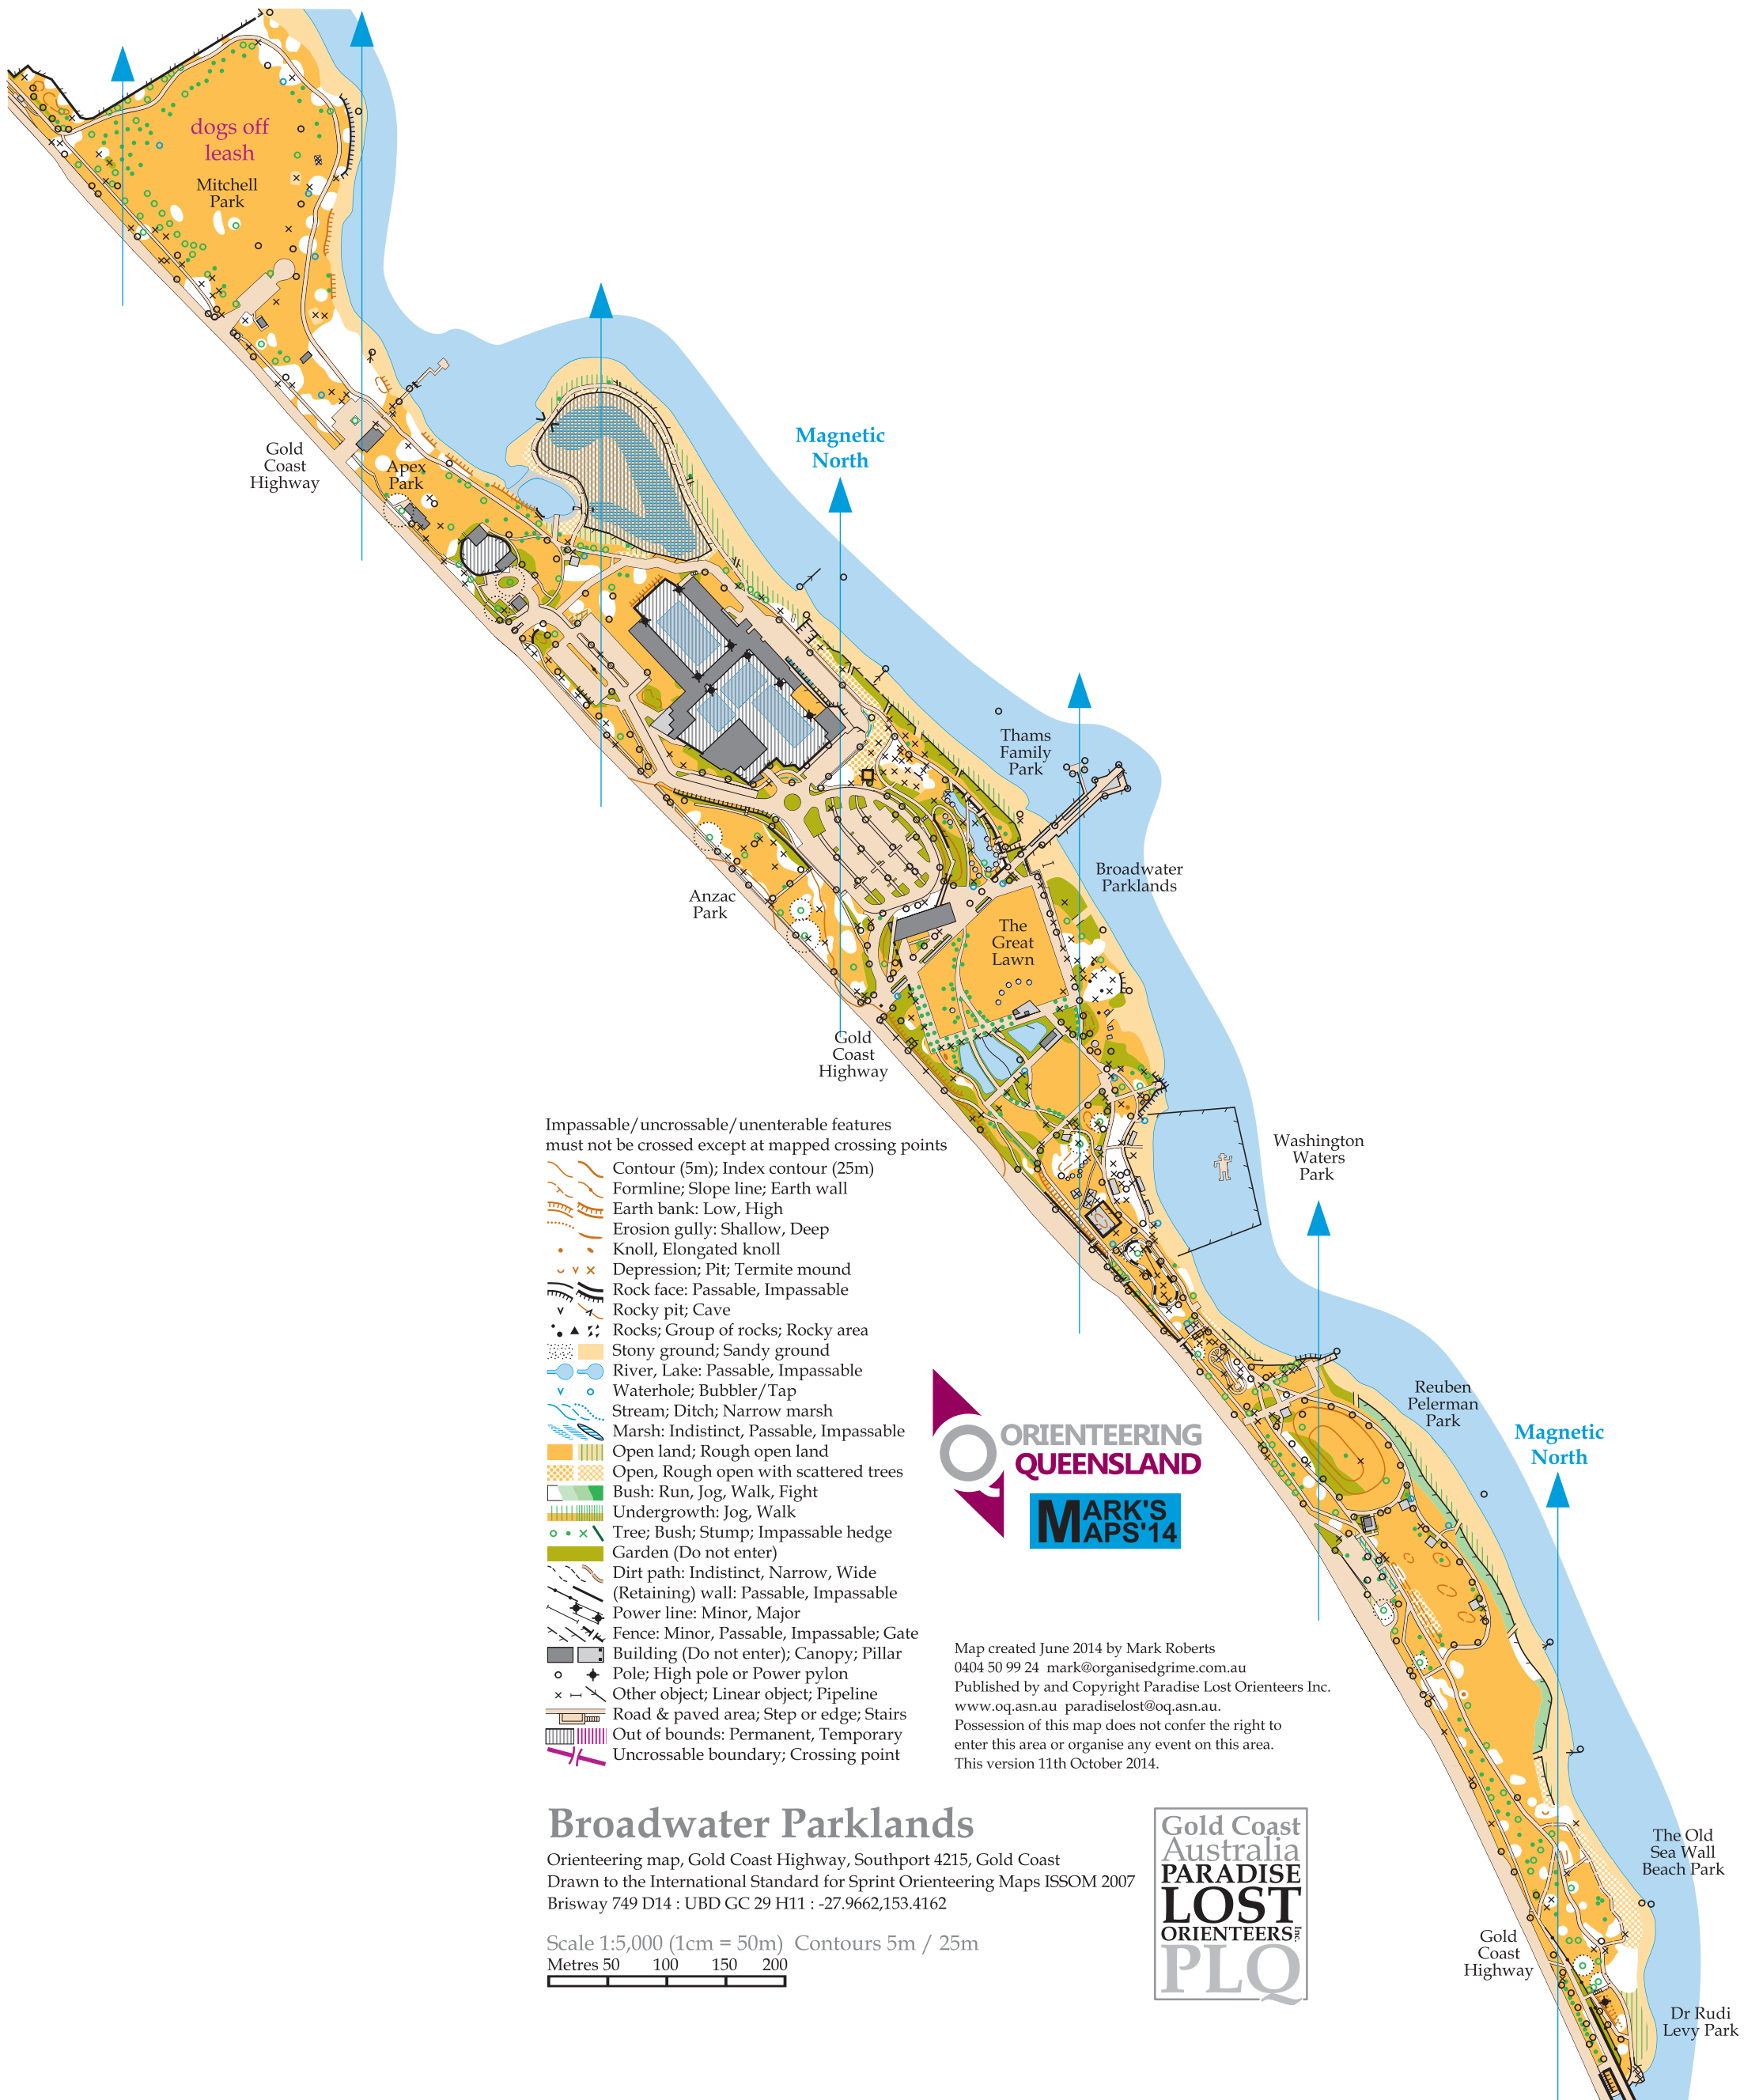 dogs off
leash
Mitchell
Park
Gold
Coast
Highway
Apex
Park
Magnetic
North
Thams
Family
Park
Broadwater
Parklands
Anzac
Park
The
Great
Lawn
Gold
Coast
Highway
Washington
Waters
Park
Reuben
Pelerman
Park
Magnetic
North
The Old
Sea Wall
Beach Park
Gold
Coast
Highway
Dr Rudi
Levy Park
Impassable/uncrossable/unenterable features
must not be crossed except at mapped crossing points
Contour (5m); Index contour (25m)
Formline; Slope line; Earth wall
Earth bank: Low, High
Erosion gully: Shallow, Deep
Knoll, Elongated knoll
Depression; Pit; Termite mound
Rock face: Passable, Impassable
Rocky pit; Cave
Rocks; Group of rocks; Rocky area
Stony ground; Sandy ground
River, Lake: Passable, Impassable
Waterhole; Bubbler/Tap
Stream; Ditch; Narrow marsh
Marsh: Indistinct, Passable, Impassable
Open land; Rough open land
Open, Rough open with scattered trees
Bush: Run, Jog, Walk, Fight
Undergrowth: Jog, Walk
Tree; Bush; Stump; Impassable hedge
Garden (Do not enter)
Dirt path: Indistinct, Narrow, Wide
(Retaining) wall: Passable, Impassable
Power line: Minor, Major
Fence: Minor, Passable, Impassable; Gate
Building (Do not enter); Canopy; Pillar
Pole; High pole or Power pylon
Other object; Linear object; Pipeline
Road & paved area; Step or edge; Stairs
Out of bounds: Permanent, Temporary
Uncrossable boundary; Crossing point
ORIENTEERING
QUEENSLAND
MARK'S
MAPS'14
Map created June 2014 by Mark Roberts
0404 50 99 24 mark@organisedgrime.com.au
Published by and Copyright Paradise Lost Orienteers Inc.
www.oq.asn.au paradiselost@oq.asn.au.
Possession of this map does not confer the right to
enter this area or organise any event on this area.
This version 11th October 2014.
Broadwater Parklands
Orienteering map, Gold Coast Highway, Southport 4215, Gold Coast
Drawn to the International Standard for Sprint Orienteering Maps ISSOM 2007
Brisway 749 D14 : UBD GC 29 H11 : -27.9662,153.4162
Scale 1:5,000 (1cm = 50m) Contours 5m / 25m
Metres 50 100 150 200
Gold Coast
Australia
PARADISE
LOST
ORIENTEERS Inc.
PLQ